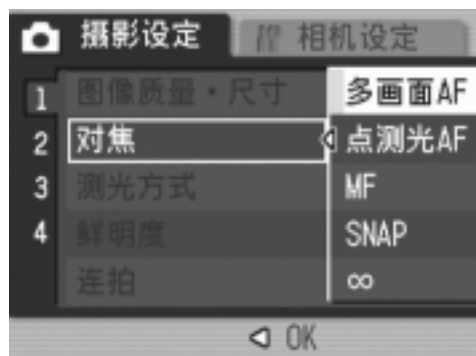 摄影设定 相机设定
1 图像质量·尺寸 多画面AF
2 对焦 点测光AF
3 测光方式 MF
4 鲜明度 SNAP
连拍 ∞
OK